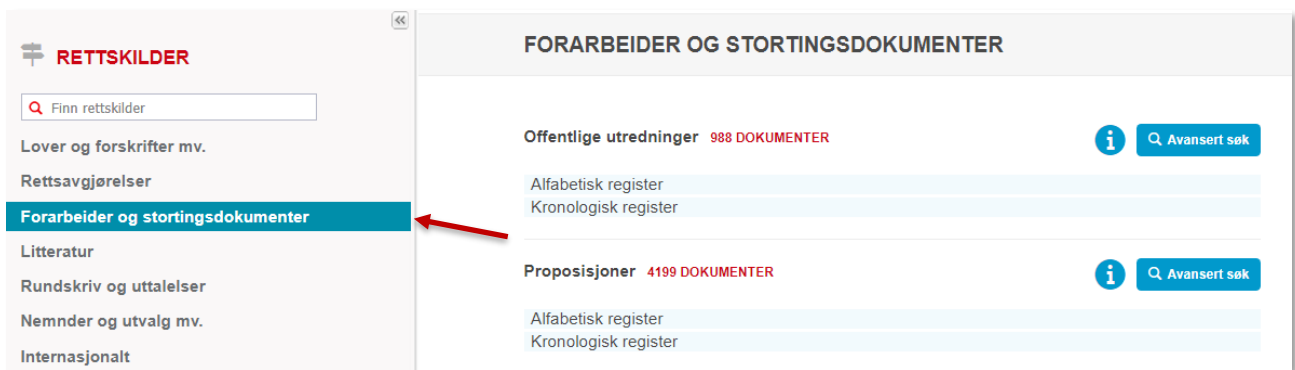 RETTSKILDER
Finn rettskilder
Lover og forskrifter mv.
Rettsavgjørelser
Forarbeider og stortingsdokumenter
Litteratur
Rundskriv og uttalelser
Nemnder og utvalg mv.
Internasjonalt
FORARBEIDER OG STORTINGSDOKUMENTER
Offentlige utredninger 988 DOKUMENTER
Avansert søk
Alfabetisk register
Kronologisk register
Proposisjoner 4199 DOKUMENTER
Avansert søk
Alfabetisk register
Kronologisk register